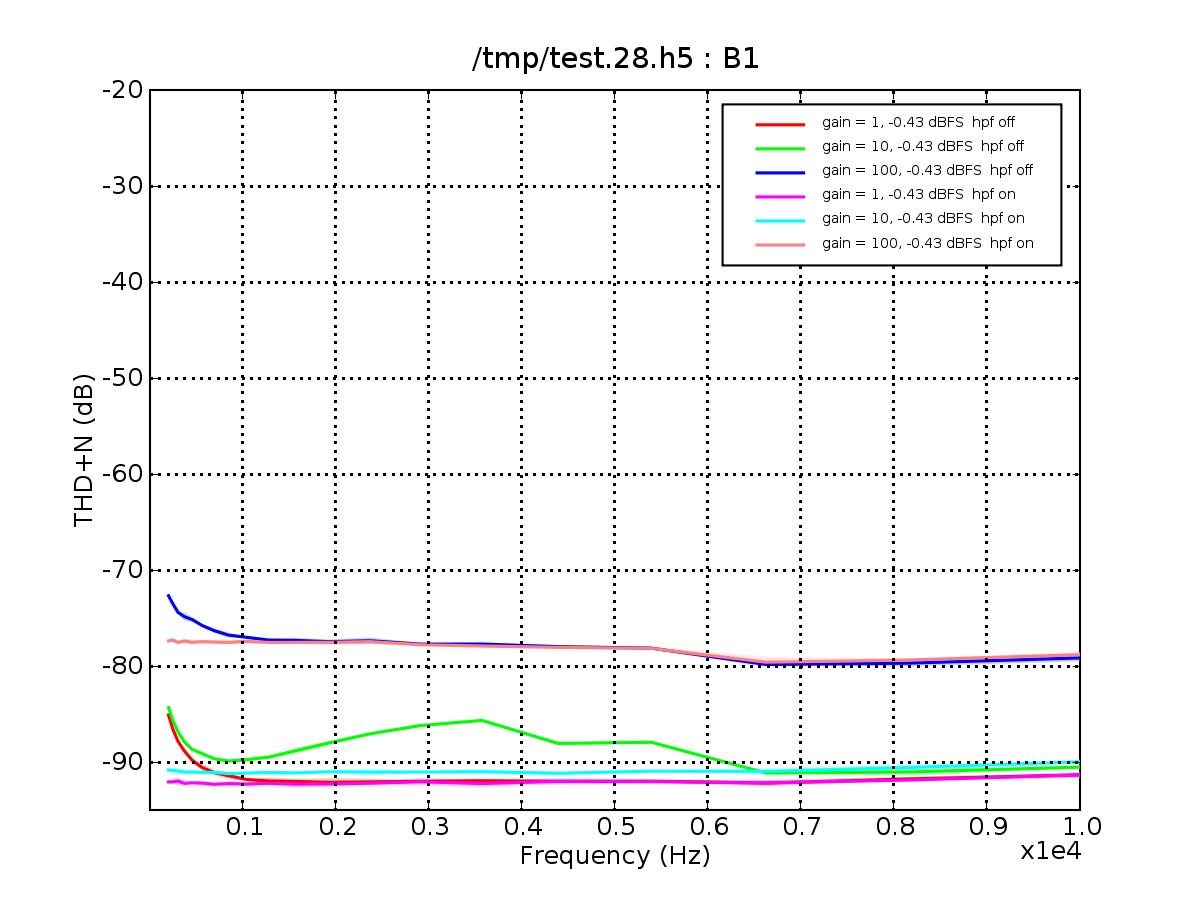 /tmp/test.28.h5 : B1
-20
-30
-40
-50
-60
-70
-80
-90
THD+N (dB)
gain = 1, -0.43 dBFS  hpf off
gain = 10, -0.43 dBFS  hpf off
gain = 100, -0.43 dBFS  hpf off
gain = 1, -0.43 dBFS  hpf on
gain = 10, -0.43 dBFS  hpf on
gain = 100, -0.43 dBFS  hpf on
0.1 0.2 0.3 0.4 0.5 0.6 0.7 0.8 0.9 1.0
x1e4
Frequency (Hz)